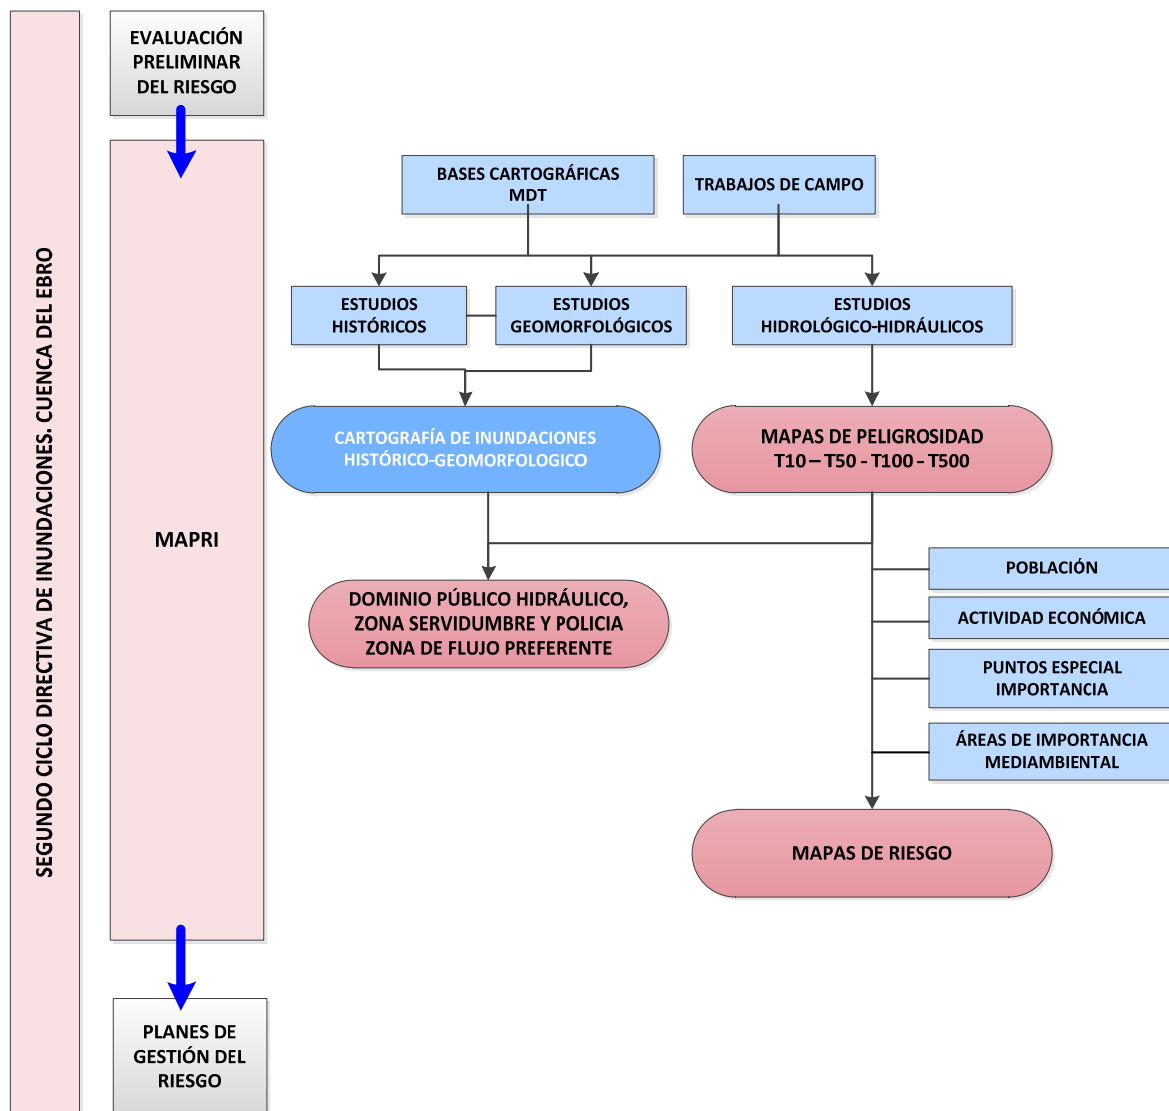 SEGUNDO CICLO DIRECTIVA DE INUNDACIONES. CUENCA DEL EBRO
EVALUACIÓN
PRELIMINAR
DEL RIESGO
MAPRI
PLANES DE
GESTIÓN DEL
RIESGO
BASES CARTOGRÁFICAS
MDT
TRABAJOS DE CAMPO
ESTUDIOS
HISTÓRICOS
ESTUDIOS
GEOMORFOLÓGICOS
ESTUDIOS
HIDROLÓGICO-HIDRÁULICOS
CARTOGRAFÍA DE INUNDACIONES
HISTÓRICO-GEOMORFOLOGICO
MAPAS DE PELIGROSIDAD
T10 – T50 - T100 - T500
DOMINIO PÚBLICO HIDRÁULICO,
ZONA SERVIDUMBRE Y POLICIA
ZONA DE FLUJO PREFERENTE
POBLACIÓN
ACTIVIDAD ECONÓMICA
PUNTOS ESPECIAL
IMPORTANCIA
ÁREAS DE IMPORTANCIA
MEDIAMBIENTAL
MAPAS DE RIESGO